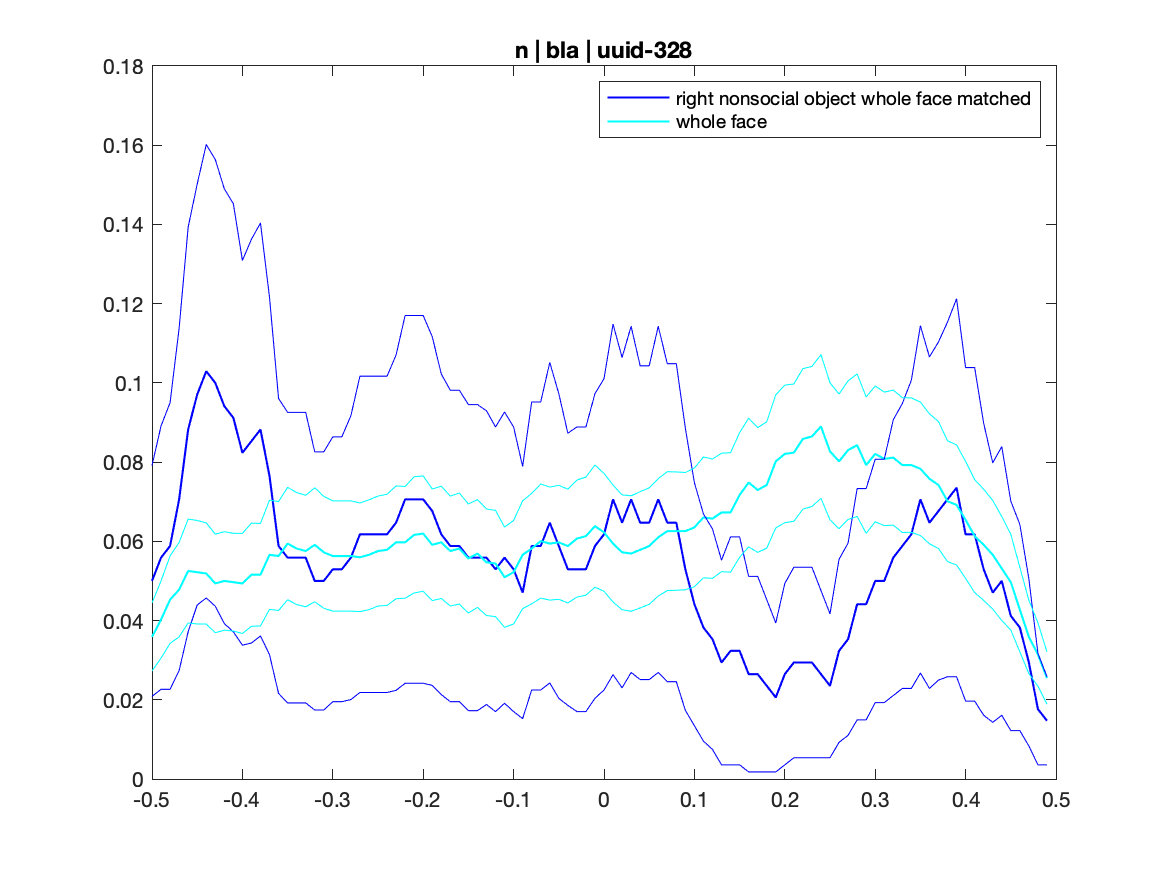 n | bla | uuid-328
right nonsocial object whole face matched
whole face
0.18
0.16
0.14
0.12
0.1
0.08
0.06
0.04
0.02
0
-0.5 -0.4 -0.3 -0.2 -0.1 0 0.1 0.2 0.3 0.4 0.5